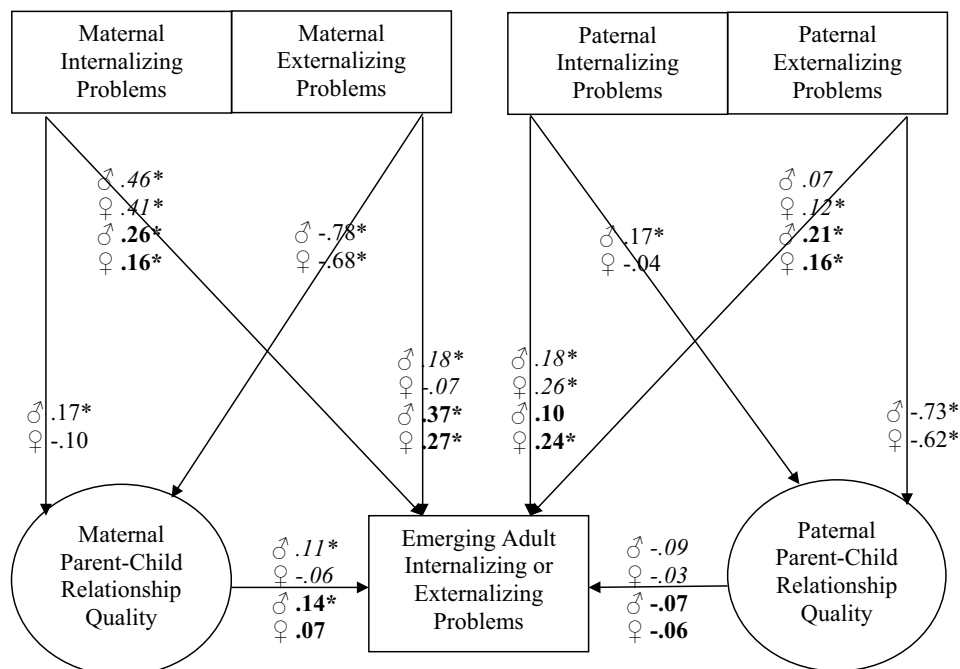 Maternal
Internalizing
Problems
Maternal
Externalizing
Problems
Paternal
Internalizing
Problems
Paternal
Externalizing
Problems
♂ .46*
♀ .41*
♂ .26*
♀ .16*
♂ -.78*
♀ -.68*
♂ .17*
♀ -.04
♂ .07
♀ .12*
♂ .21*
♀ .16*
♂ .17*
♀ -.10
♂ .18*
♀ -.07
♂ .37*
♀ .27*
♂ .18*
♀ .26*
♂ .10
♀ .24*
♂ -.73*
♀ -.62*
Maternal
Parent-Child
Relationship
Quality
♂ .11*
♀ -.06
♂ .14*
♀ .07
Emerging Adult
Internalizing or
Externalizing
Problems
♂ -.09
♀ -.03
♂ -.07
♀ -.06
Paternal
Parent-Child
Relationship
Quality